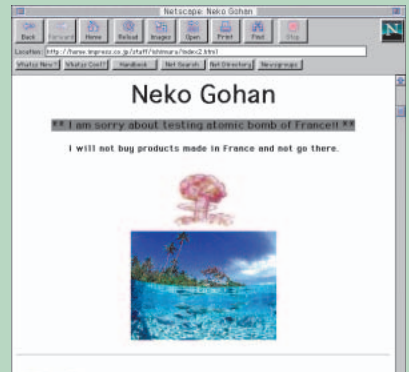 Netscape: Neko Gohan
Back Forward Home Reload Images Open Print Find Stop
Location: http://home.impress.co.jp/staff/ishimura/index2.html
What's New? What's Cool? Handbook Net Search Net Directory Newsgroups
Neko Gohan
** I am sorry about testing atomic bomb of France!! **
I will not buy products made in France and not go there.
N